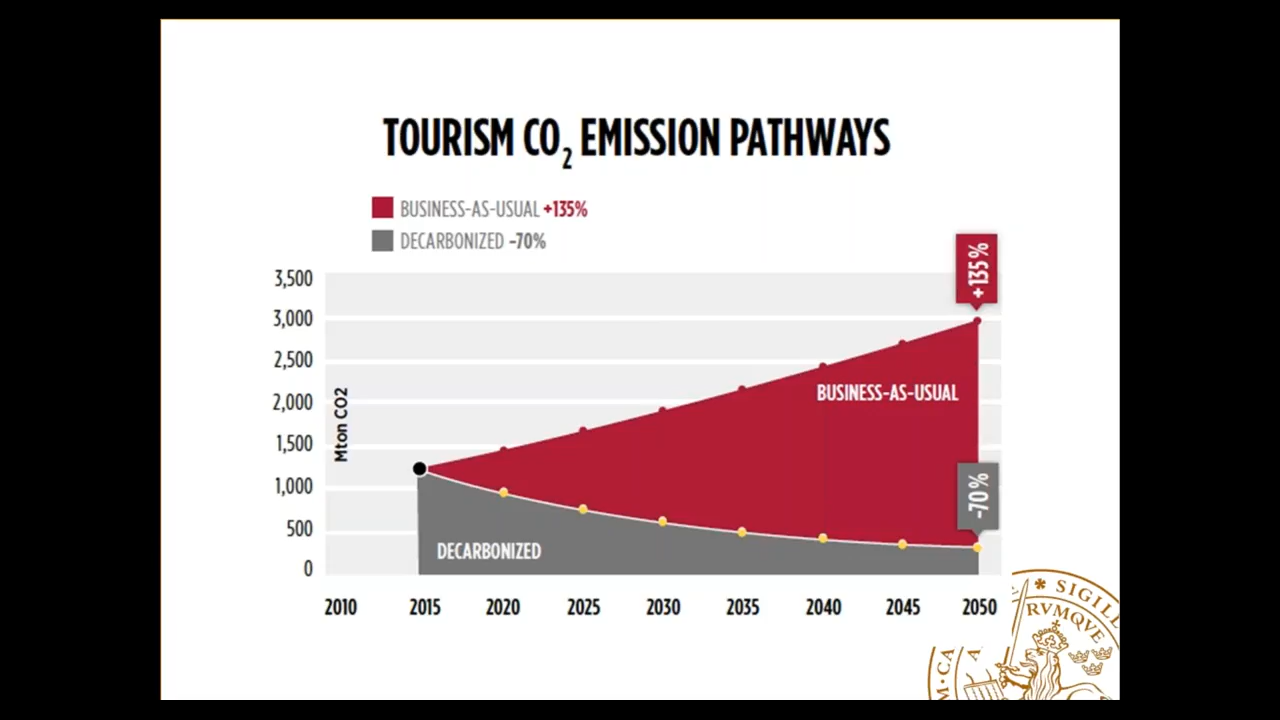 TOURISM CO₂ EMISSION PATHWAYS
BUSINESS-AS-USUAL +135%
DECARBONIZED -70%
+135%
3,500
3,000
2,500
2,000
1,500
1,000
500
0
Mton CO2
BUSINESS-AS-USUAL
-70%
DECARBONIZED
2010 2015 2020 2025 2030 2035 2040 2045 2050
* SIGILL
RVMQVE
M·CA
A